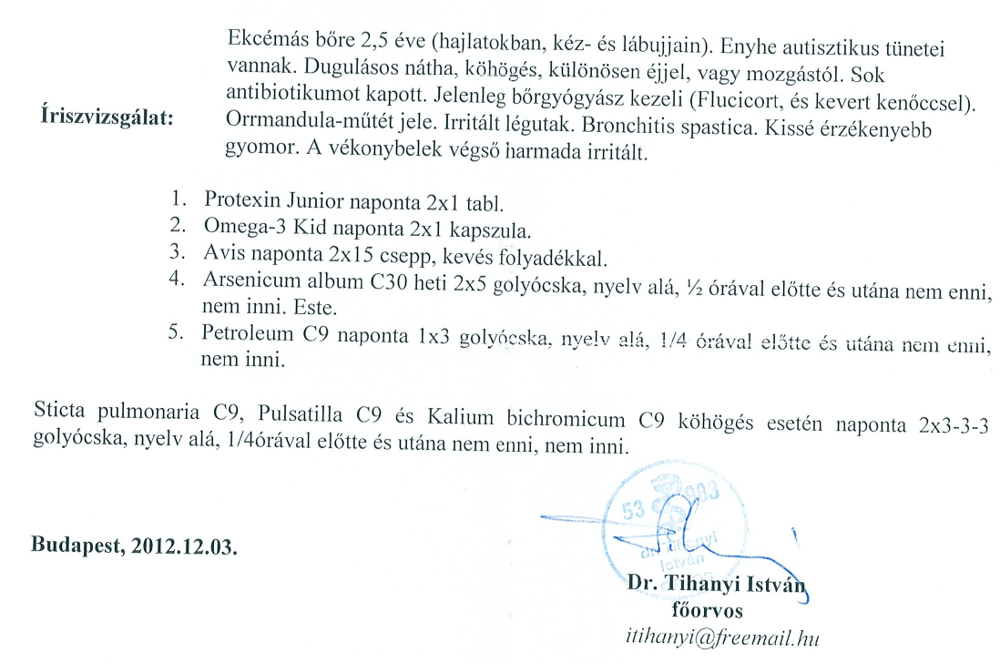 Ekcémás bőre 2,5 éve (hajlatokban, kéz- és lábujjain). Enyhe autisztikus tünetei
vannak. Dugulásos nátha, köhögés, különösen éjjel, vagy mozgástól. Sok
antibiotikumot kapott. Jelenleg bőrgyógyász kezeli (Flucicort, és kevert kenőccsel).
Íriszvizsgálat: Orrmandula-műtét jele. Irritált légutak. Bronchitis spastica. Kissé érzékenyebb
gyomor. A vékonybelek végső harmada irritált.
1. Protexin Junior naponta 2x1 tabl.
2. Omega-3 Kid naponta 2x1 kapszula.
3. Avis naponta 2x15 csepp, kevés folyadékkal.
4. Arsenicum album C30 heti 2x5 golyócska, nyelv alá, ½ órával előtte és utána nem enni,
nem inni. Este.
5. Petroleum C9 naponta 1x3 golyócska, nyelv alá, 1/4 órával előtte és utána nem enni,
nem inni.
Sticta pulmonaria C9, Pulsatilla C9 és Kalium bichromicum C9 köhögés esetén naponta 2x3-3-3
golyócska, nyelv alá, 1/4órával előtte és utána nem enni, nem inni.
53 903
dr. Tihanyi
István
Budapest, 2012.12.03.
Dr. Tihanyi István
főorvos
itihanyi@freemail.hu